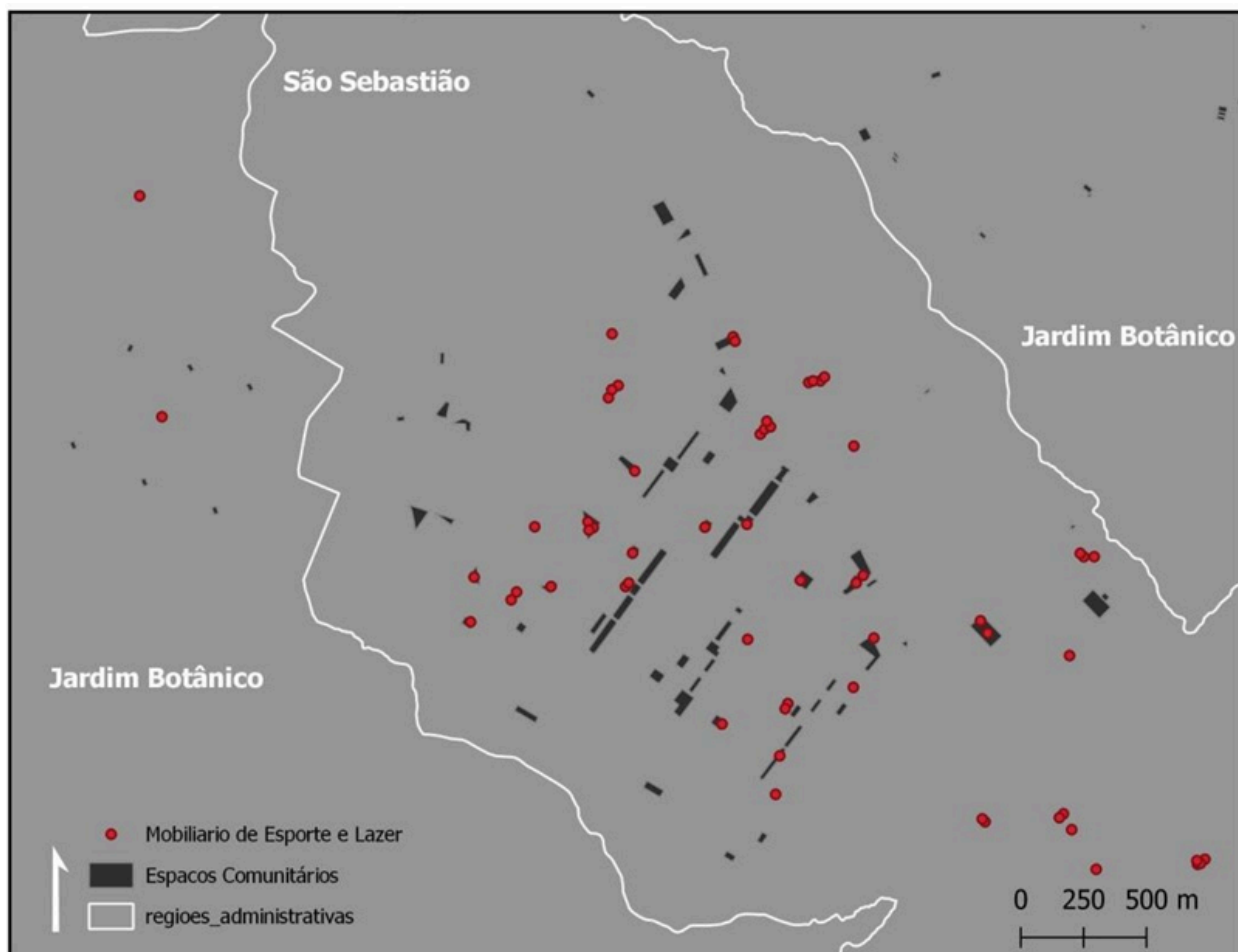 São Sebastião
Jardim Botânico
Jardim Botânico
Mobiliario de Esporte e Lazer
Espacos Comunitários
regioes_administrativas
0 250 500 m